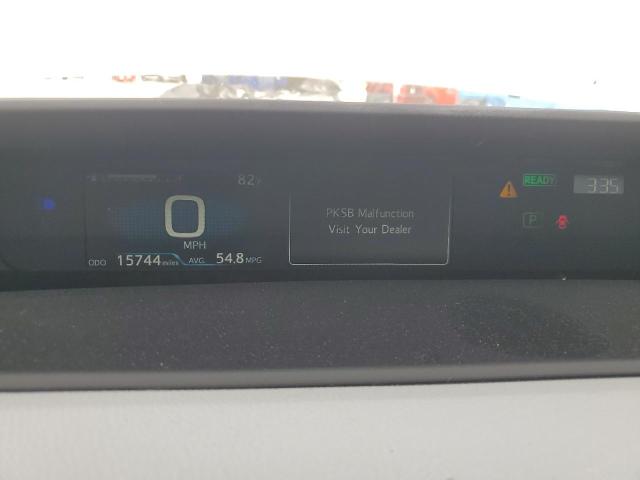 82°F
0
MPH
ODO 15744 miles AVG. 54.8 MPG
PKSB Malfunction
Visit Your Dealer
READY
3:35
P